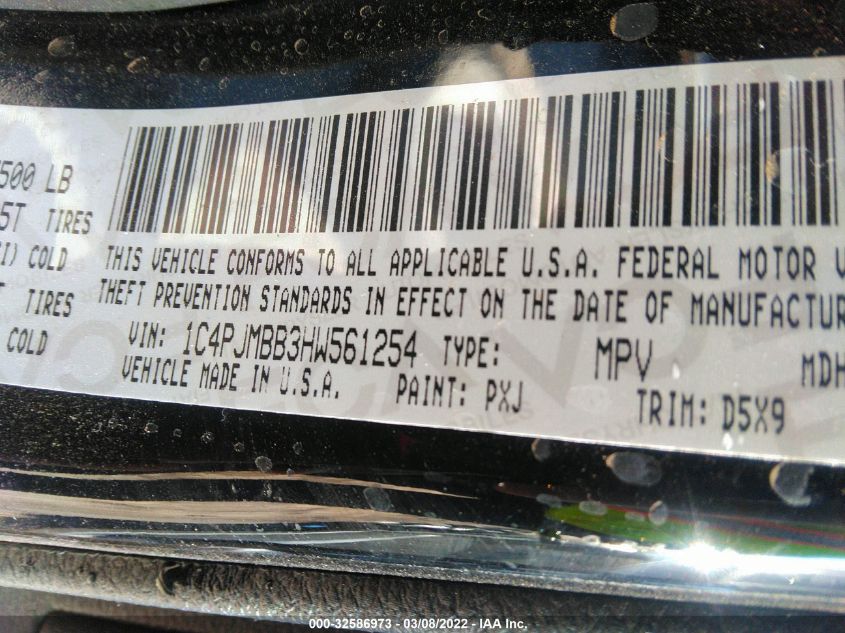 500 LB
5T TIRES
I) COLD
TIRES
COLD
THIS VEHICLE CONFORMS TO ALL APPLICABLE U.S.A. FEDERAL MOTOR V
THEFT PREVENTION STANDARDS IN EFFECT ON THE DATE OF MANUFACTUR
VIN: 1C4PJMBB3HW561254 TYPE: MPV MDH
VEHICLE MADE IN U.S.A. PAINT: PXJ TRIM: D5X9
000-32586973 - 03/08/2022 - IAA Inc.